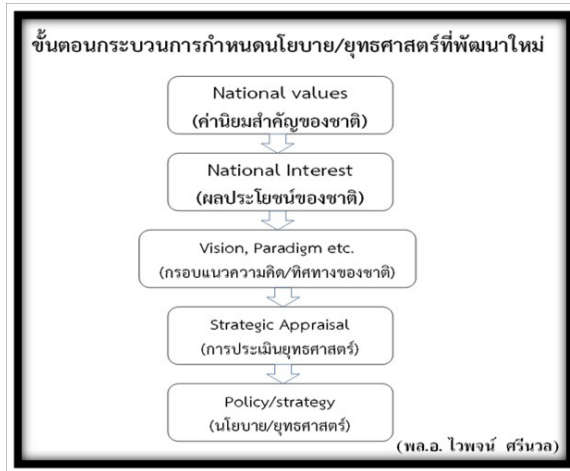 ขั้นตอนกระบวนการกำหนดนโยบาย/ยุทธศาสตร์ที่พัฒนาใหม่
National values
(ค่านิยมสำคัญของชาติ)
National Interest
(ผลประโยชน์ของชาติ)
Vision, Paradigm etc.
(กรอบแนวความคิด/ทิศทางของชาติ)
Strategic Appraisal
(การประเมินยุทธศาสตร์)
Policy/strategy
(นโยบาย/ยุทธศาสตร์)
(พล.อ. ไวพจน์ ศรีนวล)